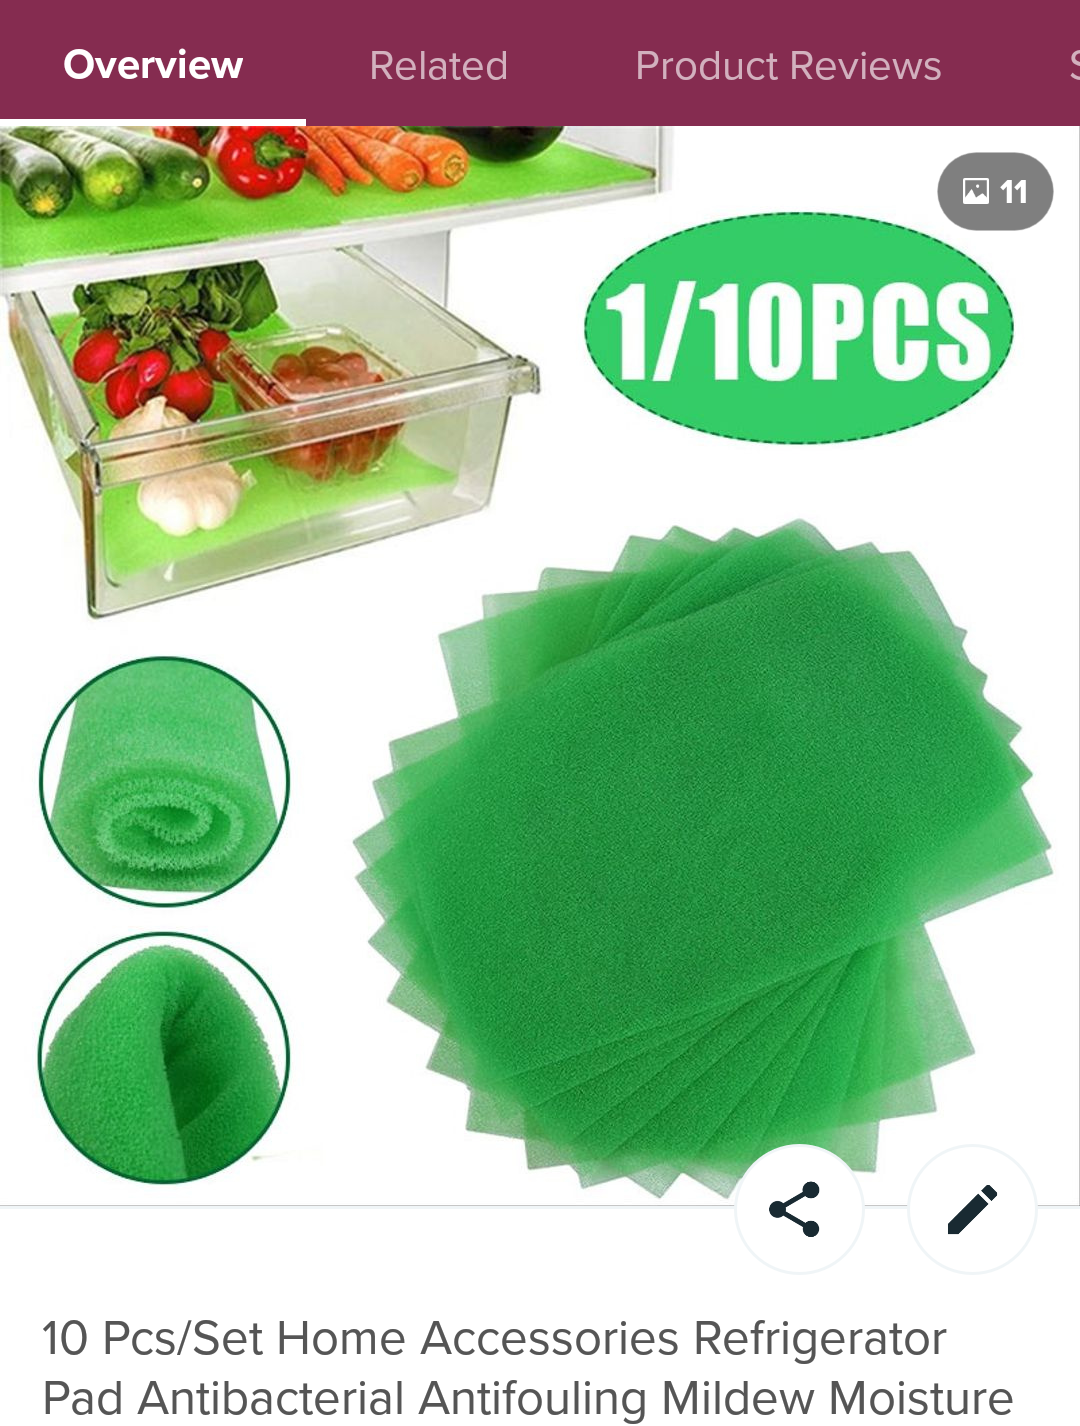 Overview Related Product Reviews
11
1/10PCS
10 Pcs/Set Home Accessories Refrigerator
Pad Antibacterial Antifouling Mildew Moisture